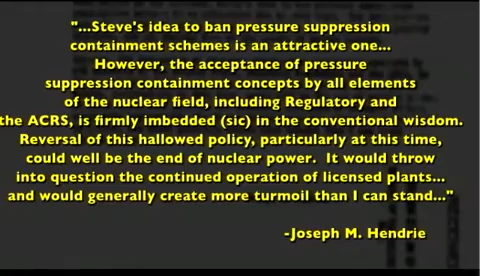 "...Steve's idea to ban pressure suppression
containment schemes is an attractive one...
However, the acceptance of pressure
suppression containment concepts by all elements
of the nuclear field, including Regulatory and
the ACRS, is firmly imbedded (sic) in the conventional wisdom.
Reversal of this hallowed policy, particularly at this time,
could well be the end of nuclear power. It would throw
into question the continued operation of licensed plants...
and would generally create more turmoil than I can stand..."
-Joseph M. Hendrie